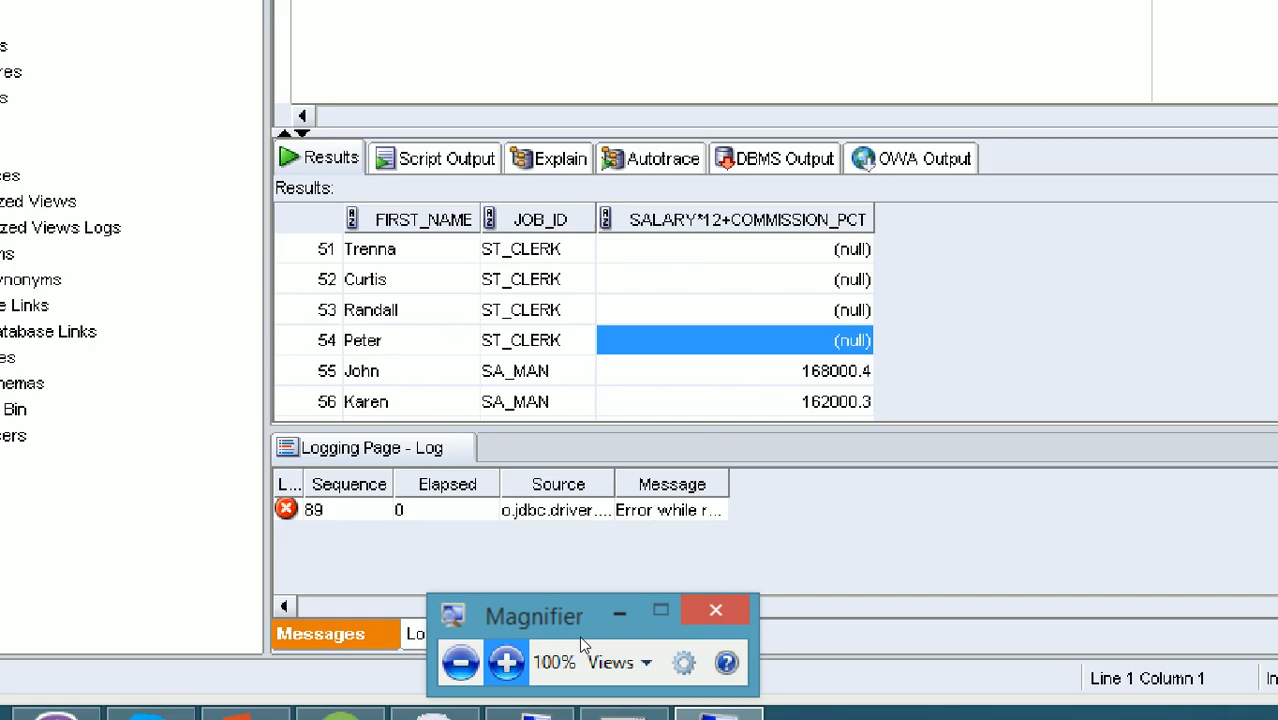 s
res
s
ces
zed Views
zed Views Logs
ms
ynonyms
e Links
atabase Links
es
hemas
Bin
ers
Results Script Output Explain Autotrace DBMS Output OWA Output
Results:
FIRST_NAME JOB_ID SALARY*12+COMMISSION_PCT
51 Trenna ST_CLERK (null)
52 Curtis ST_CLERK (null)
53 Randall ST_CLERK (null)
54 Peter ST_CLERK (null)
55 John SA_MAN 168000.4
56 Karen SA_MAN 162000.3
Logging Page - Log
L... Sequence Elapsed Source Message
89 0 o.jdbc.driver.... Error while r...
Messages Lo
Magnifier
100% Views
Line 1 Column 1 In